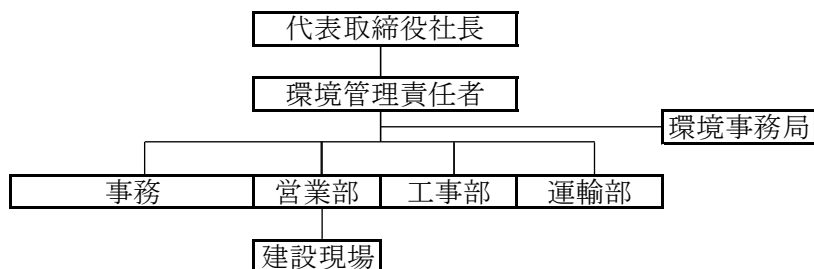 代表取締役社長
環境管理責任者
環境事務局
事務 営業部 工事部 運輸部
建設現場